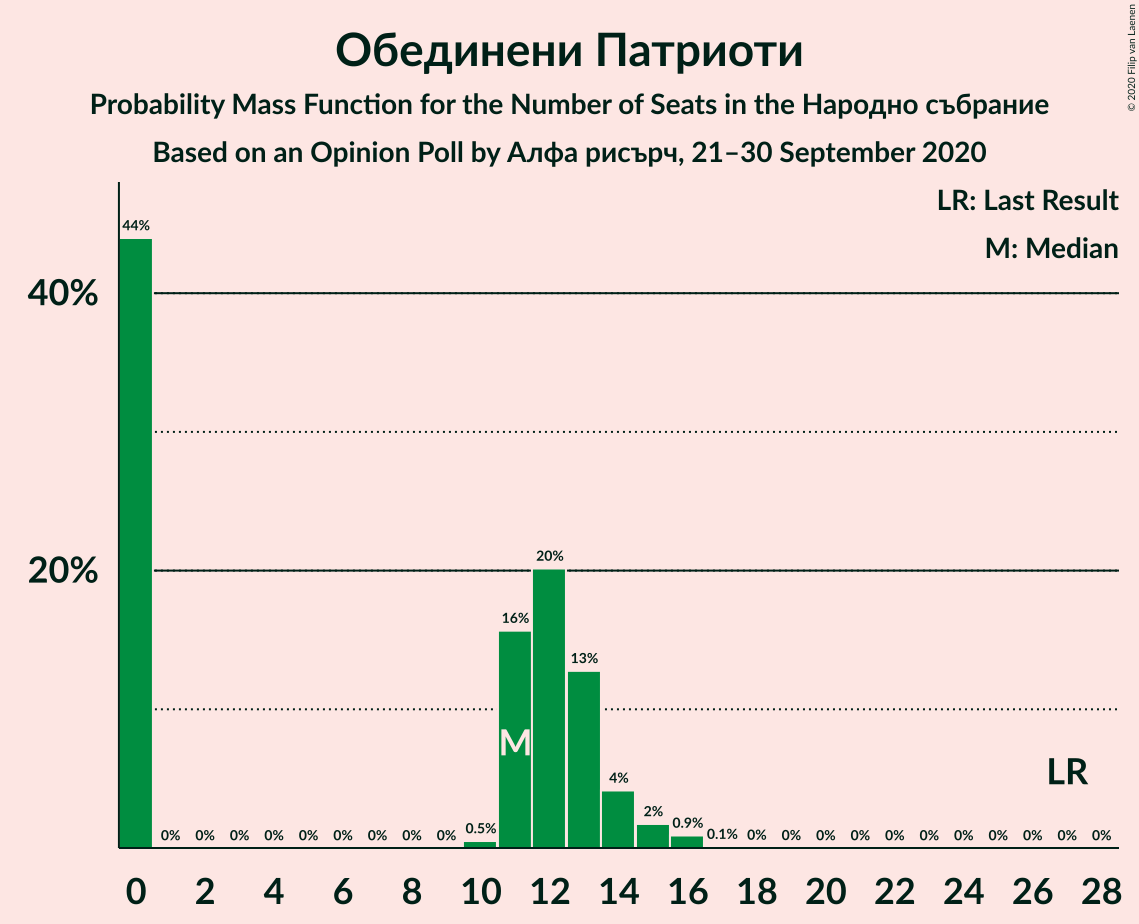 Обединени Патриоти
Probability Mass Function for the Number of Seats in the Народно събрание
Based on an Opinion Poll by Алфа рисърч, 21–30 September 2020
© 2020 Filip van Laenen
LR: Last Result
M: Median
40%
20%
44%
0% 0% 0% 0% 0% 0% 0% 0% 0% 0.5% 16% 20% 13% 4% 2% 0.9% 0.1% 0% 0% 0% 0% 0% 0% 0% 0% 0% 0% 0%
M
LR
0 2 4 6 8 10 12 14 16 18 20 22 24 26 28